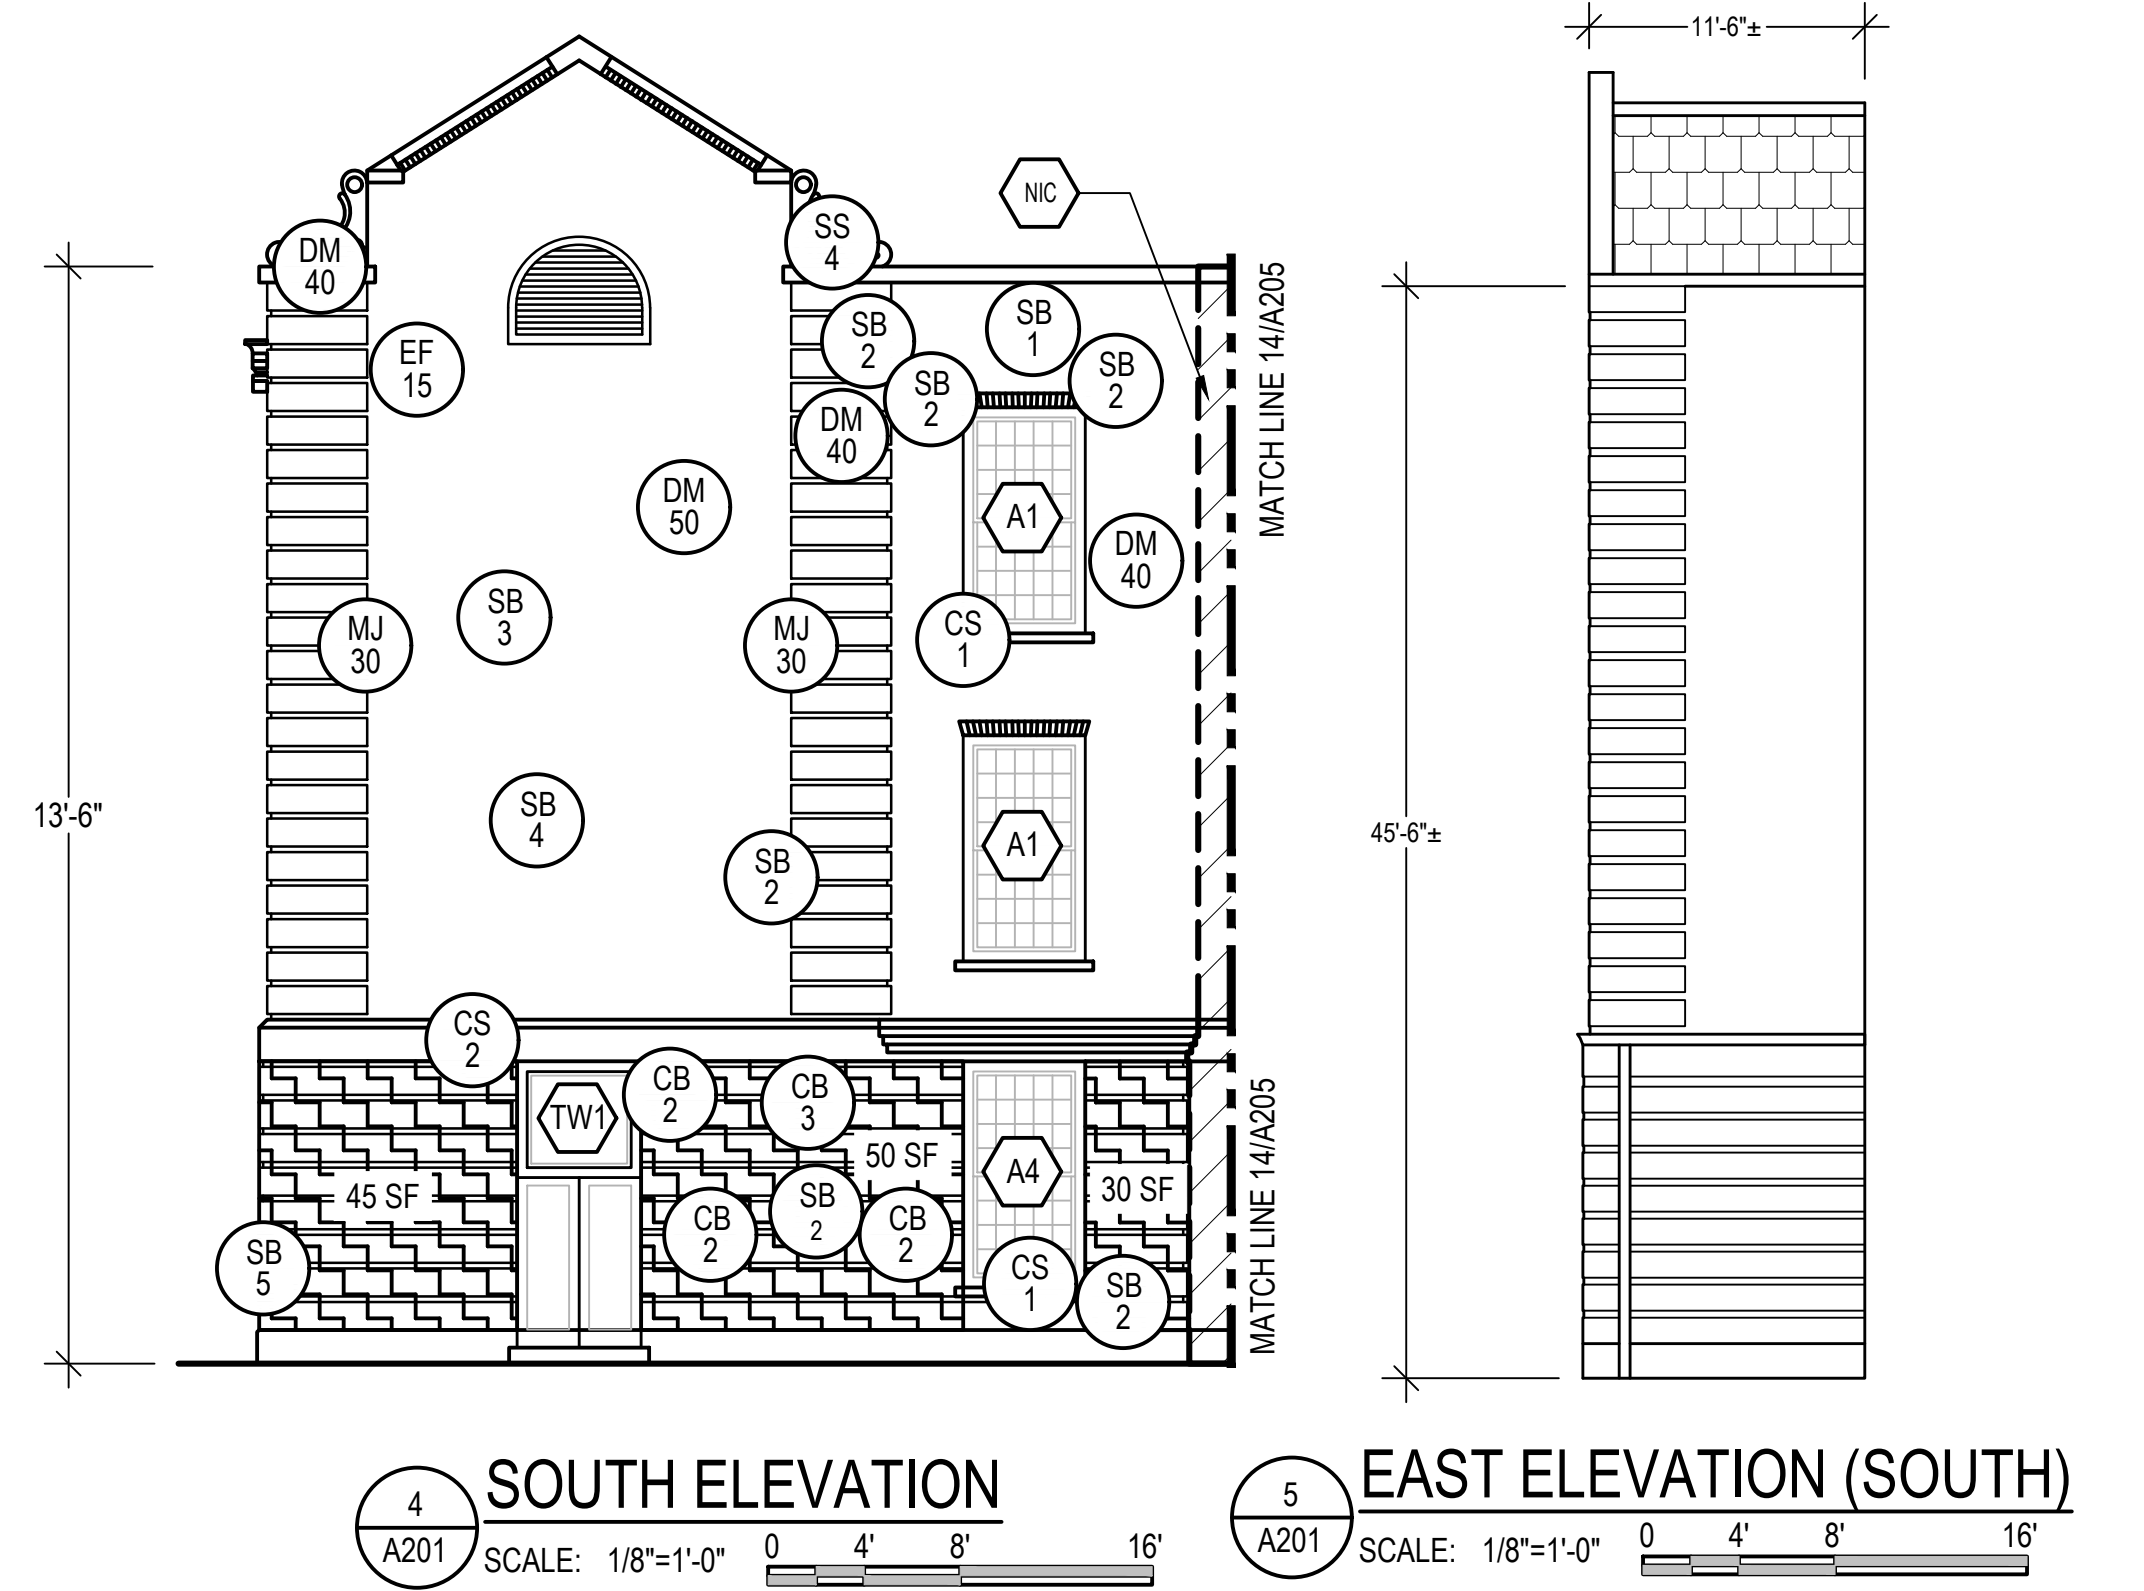 11'-6"±
NIC
SS
4
DM
40
MATCH LINE 14/A205
SB
1
SB
2
EF
15
SB
2
SB
2
DM
40
DM
50
A1
DM
40
SB
3
MJ
30
MJ
30
CS
1
13'-6"
45'-6"±
SB
4
A1
SB
2
CS
2
CB
2
CB
3
TW1
MATCH LINE 14/A205
50 SF
A4
45 SF
30 SF
SB
2
CB
2
CB
2
SB
5
CS
1
SB
2
4
A201
SOUTH ELEVATION
SCALE: 1/8"=1'-0"
0 4' 8' 16'
5
A201
EAST ELEVATION (SOUTH)
SCALE: 1/8"=1'-0"
0 4' 8' 16'